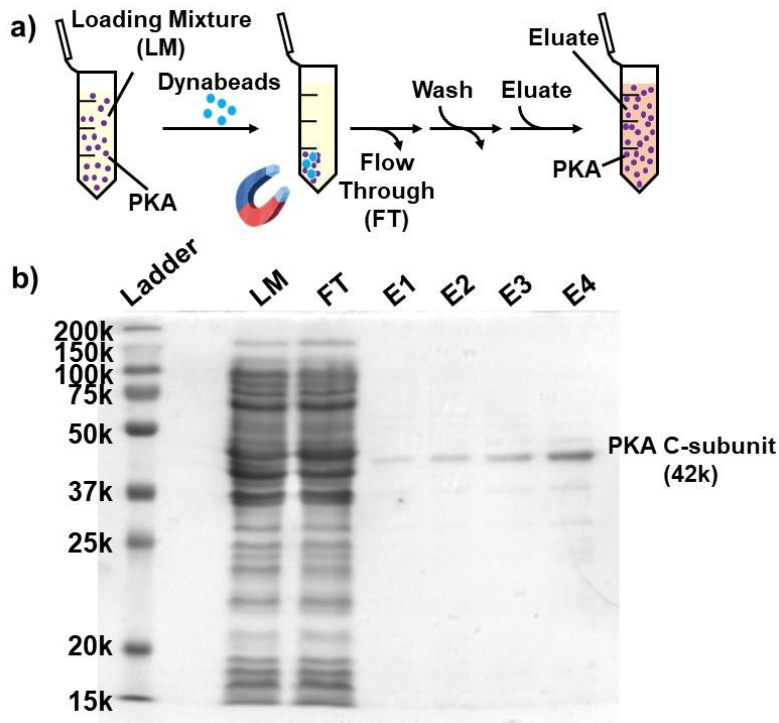 a)
Loading Mixture
(LM)
Dynabeads
PKA
Flow
Through
(FT)
Wash
Eluate
Eluate
PKA
b)
Ladder
LM
FT
E1
E2
E3
E4
200k
150k
100k
75k
50k
37k
25k
20k
15k
PKA C-subunit
(42k)